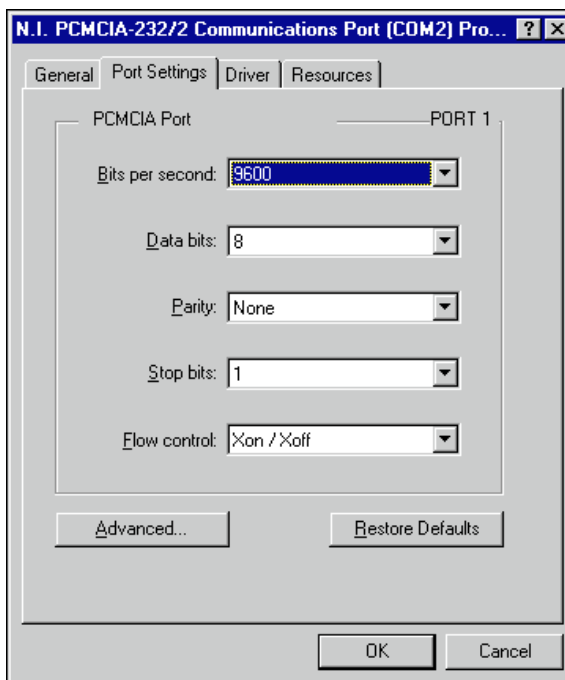 N.I. PCMCIA-232/2 Communications Port (COM2) Pro... ? X
General Port Settings Driver Resources
PCMCIA Port PORT 1
Bits per second: 9600
Data bits: 8
Parity: None
Stop bits: 1
Flow control: Xon / Xoff
Advanced... Restore Defaults
OK Cancel